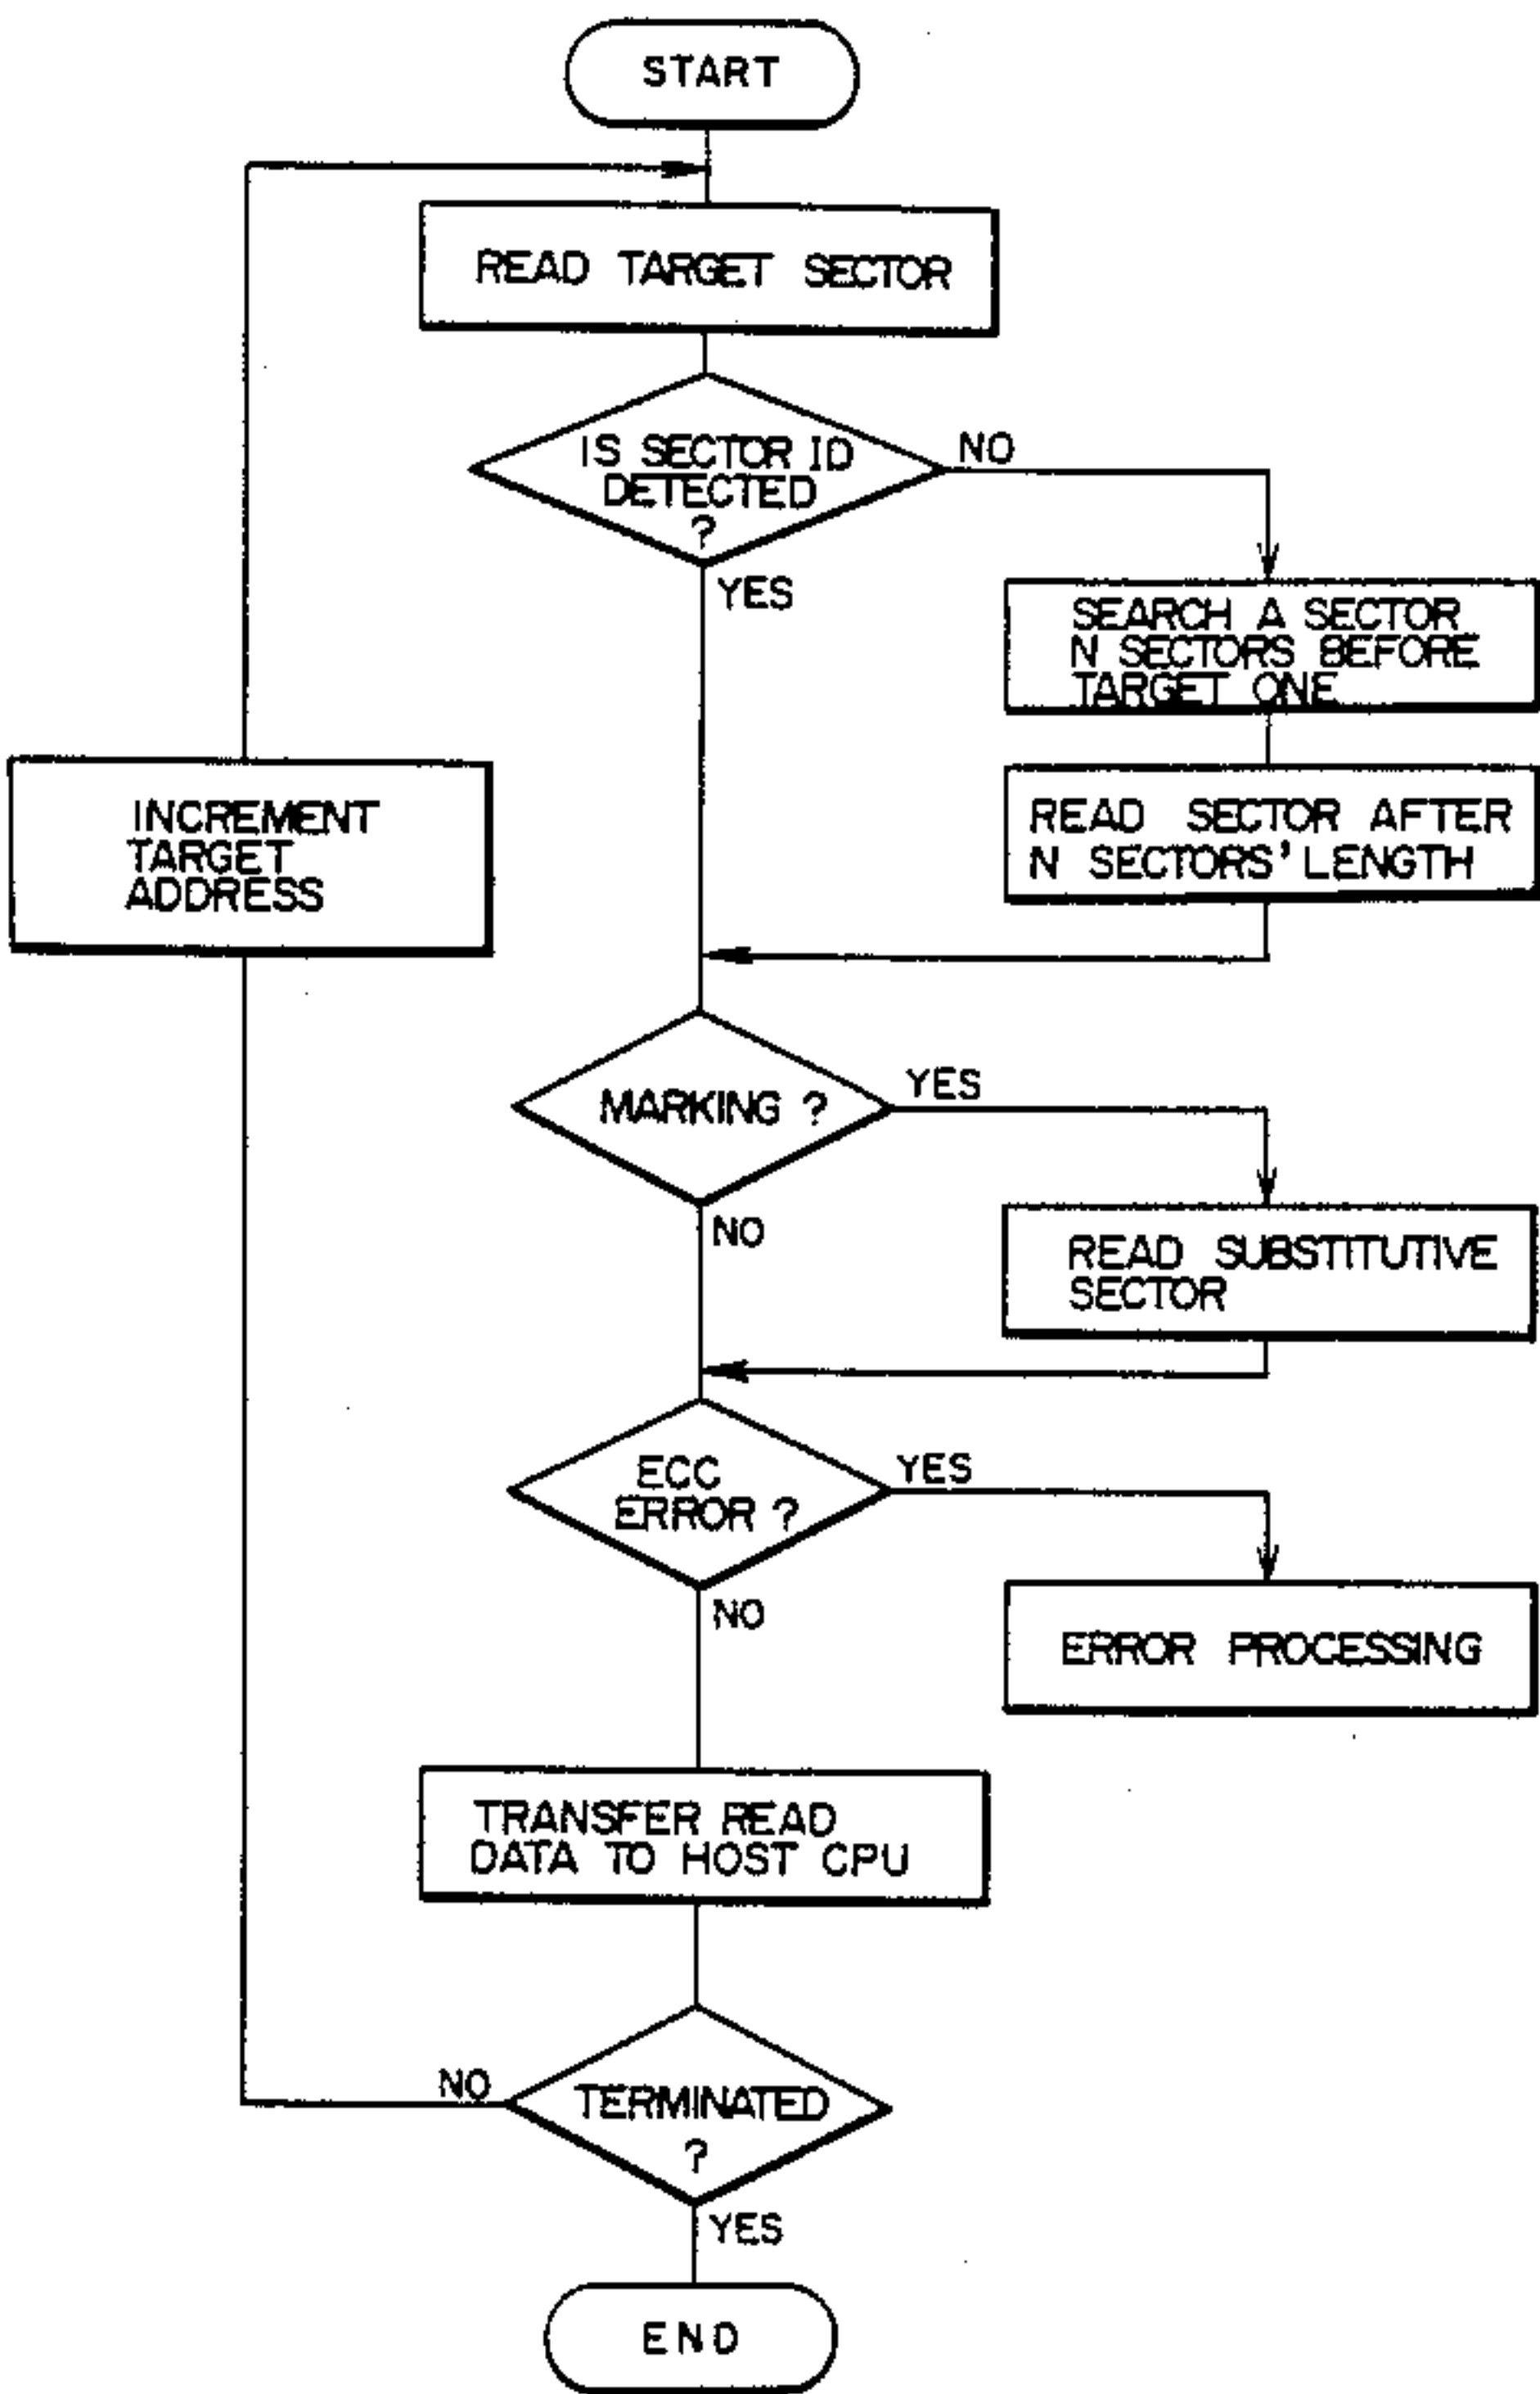 START
READ TARGET SECTOR
IS SECTOR ID
DETECTED
?
NO
YES
SEARCH A SECTOR
N SECTORS BEFORE
TARGET ONE
READ SECTOR AFTER
N SECTORS' LENGTH
INCREMENT
TARGET
ADDRESS
MARKING ?
YES
NO
READ SUBSTITUTIVE
SECTOR
ECC
ERROR ?
YES
NO
ERROR PROCESSING
TRANSFER READ
DATA TO HOST CPU
NO
TERMINATED
?
YES
END